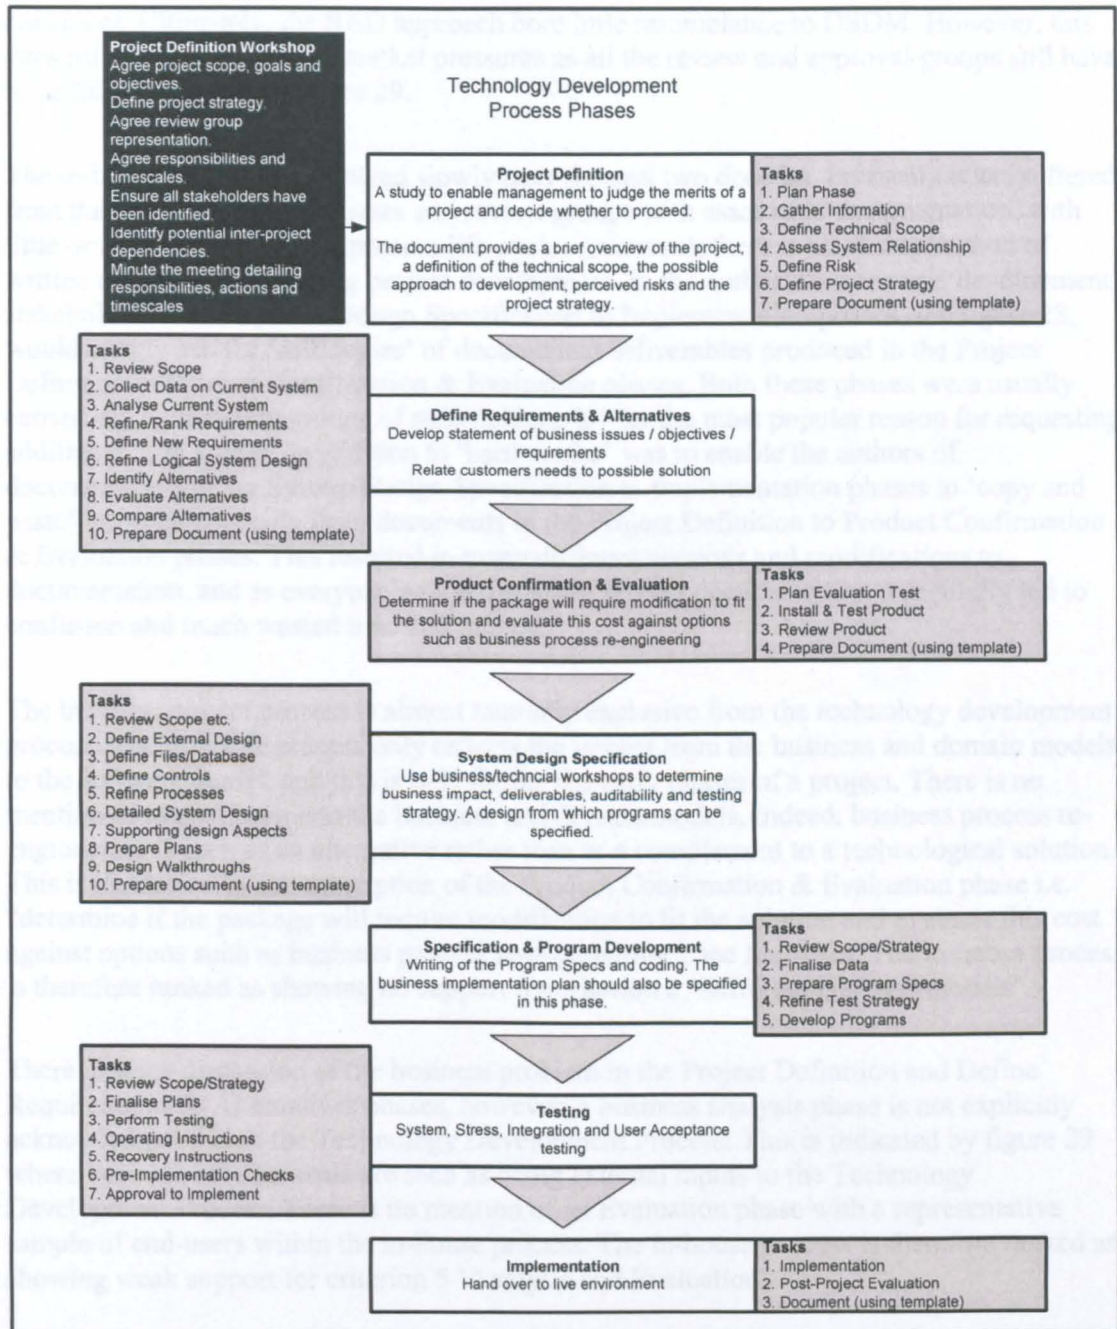 Project Definition Workshop
Agree project scope, goals and
objectives.
Define project strategy.
Agree review group
representation.
Agree responsibilities and
timescales.
Ensure all stakeholders have
been identified.
Identitfy potential inter-project
dependencies.
Minute the meeting detailing
responsibilities, actions and
timescales
Technology Development
Process Phases
Project Definition
A study to enable management to judge the merits of a
project and decide whether to proceed.
The document provides a brief overview of the project,
a definition of the technical scope, the possible
approach to development, perceived risks and the
project strategy.
Tasks
1. Plan Phase
2. Gather Information
3. Define Technical Scope
4. Assess System Relationship
5. Define Risk
6. Define Project Strategy
7. Prepare Document (using template)
Tasks
1. Review Scope
2. Collect Data on Current System
3. Analyse Current System
4. Refine/Rank Requirements
5. Define New Requirements
6. Refine Logical System Design
7. Identify Alternatives
8. Evaluate Alternatives
9. Compare Alternatives
10. Prepare Document (using template)
Define Requirements & Alternatives
Develop satement of business issues / objectives /
requirements
Relate customers needs to possible solution
Product Confirmation & Evaluation
Determine if the package will require modification to fit
the solution and evaluate this cost against options
such as business process re-engineering
Tasks
1. Plan Evaluation Test
2. Install & Test Product
3. Review Product
4. Prepare Document (using template)
Tasks
1. Review Scope etc.
2. Define External Design
3. Define Files/Database
4. Define Controls
5. Refine Processes
6. Detailed System Design
7. Supporting design Aspects
8. Prepare Plans
9. Design Walkthroughs
10. Prepare Document (using template)
System Design Specification
Use business/techncial workshops to determine
business impact, deliverables, auditability and testing
strategy. A design from which programs can be
specified.
Specification & Program Development
Writing of the Program Specs and coding. The
business implementation plan should also be specified
in this phase.
Tasks
1. Review Scope/Strategy
2. Finalise Data
3. Prepare Program Specs
4. Refine Test Strategy
5. Develop Programs
Tasks
1. Review Scope/Strategy
2. Finalise Plans
3. Perform Testing
4. Operating Instructions
5. Recovery Instructions
6. Pre-Implementation Checks
7. Approval to Implement
Testing
System, Stress, Integration and User Acceptance
testing
Implementation
Hand over to live environment
Tasks
1. Implementation
2. Post-Project Evaluation
3. Document (using template)